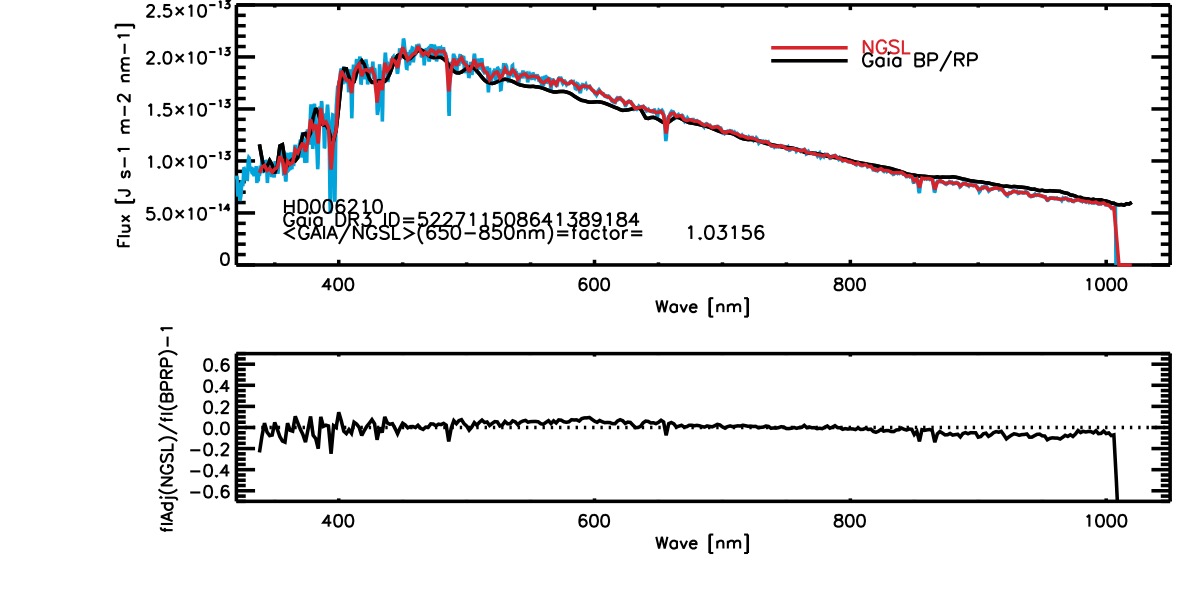 2.5×10−13
2.0×10−13
1.5×10−13
1.0×10−13
5.0×10−14
0
Flux [J s−1 m−2 nm−1]
NGSL
Gaia BP/RP
HD006210
Gaia DR3 ID=522711508641389184
<GAIA/NGSL>(650−850nm)=factor= 1.03156
400 600 800 1000
Wave [nm]
flAdj(NGSL)/fl(BPRP)−1
0.6
0.4
0.2
0.0
−0.2
−0.4
−0.6
400 600 800 1000
Wave [nm]